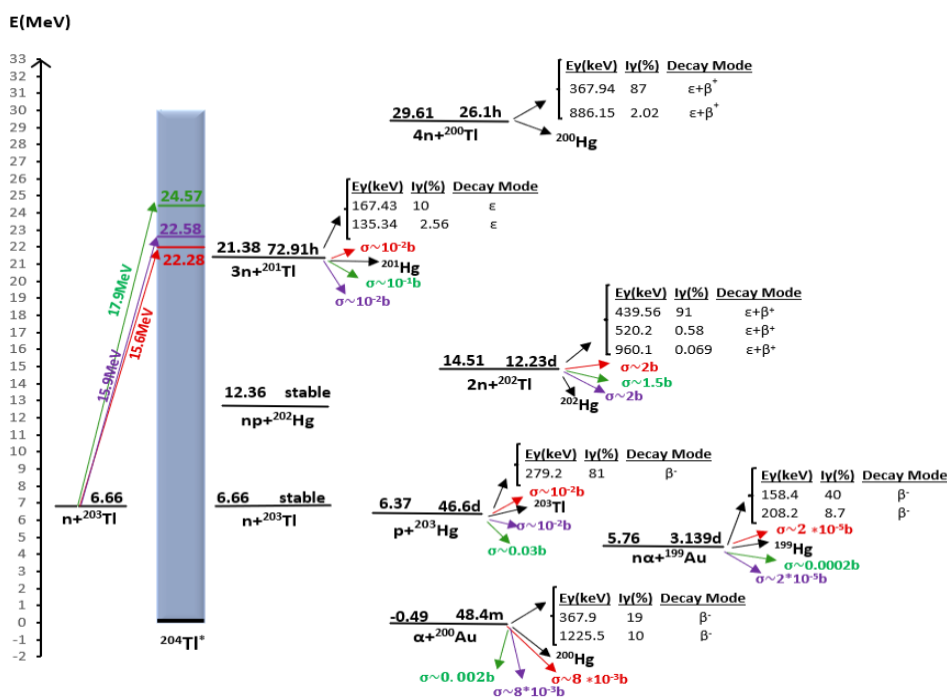 E(MeV)
33
32
31
30
29
28
27
26
25
24
23
22
21
20
19
18
17
16
15
14
13
12
11
10
9
8
7
6
5
4
3
2
1
0
-1
-2
17.9MeV
15.9MeV
15.6MeV
6.66
n+²⁰³Tl
24.57
22.58
22.28
²⁰⁴Tl*
29.61 26.1h
4n+²⁰⁰Tl
Eγ(keV) Iγ(%) Decay Mode
367.94 87 ε+β⁺
886.15 2.02 ε+β⁺
²⁰⁰Hg
21.38 72.91h
3n+²⁰¹Tl
Eγ(keV) Iγ(%) Decay Mode
167.43 10 ε
135.34 2.56 ε
σ~10⁻²b
²⁰¹Hg
σ~10⁻¹b
σ~10⁻²b
14.51 12.23d
2n+²⁰²Tl
Eγ(keV) Iγ(%) Decay Mode
439.56 91 ε+β⁺
520.2 0.58 ε+β⁺
960.1 0.069 ε+β⁺
σ~2b
σ~1.5b
σ~2b
²⁰²Hg
12.36 stable
np+²⁰²Hg
6.66 stable
n+²⁰³Tl
6.37 46.6d
p+²⁰³Hg
Eγ(keV) Iγ(%) Decay Mode
279.2 81 β⁻
σ~10⁻²b
²⁰³Tl
σ~10⁻²b
σ~0.03b
5.76 3.139d
nα+¹⁹⁹Au
Eγ(keV) Iγ(%) Decay Mode
158.4 40 β⁻
208.2 8.7 β⁻
σ~2 *10⁻⁵b
¹⁹⁹Hg
σ~0.0002b
σ~2*10⁻⁵b
-0.49 48.4m
α+²⁰⁰Au
Eγ(keV) Iγ(%) Decay Mode
367.9 19 β⁻
1225.5 10 β⁻
²⁰⁰Hg
σ~0.002b
σ~8*10⁻³b
σ~8 *10⁻³b